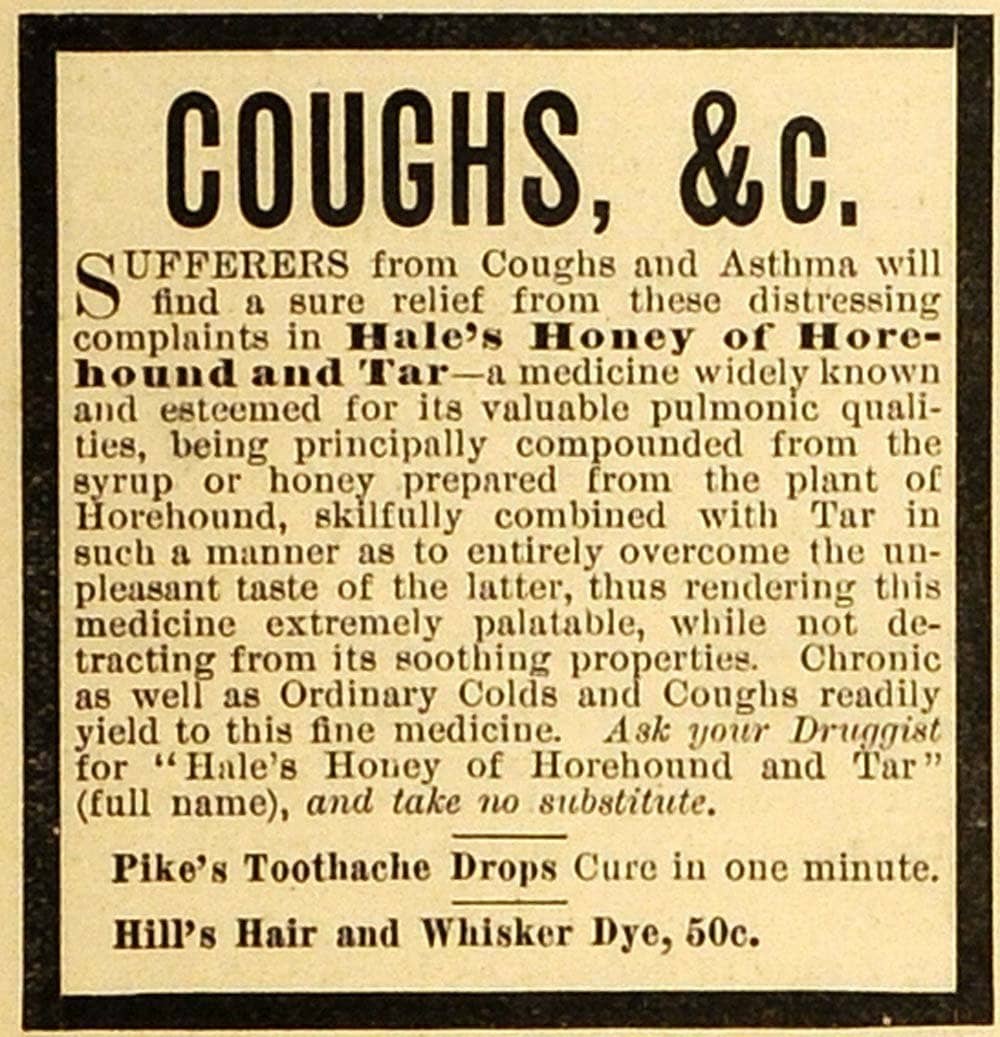 COUGHS, &C.
SUFFERERS from Coughs and Asthma will
find a sure relief from these distressing
complaints in Hale's Honey of Hore-
hound and Tar—a medicine widely known
and esteemed for its valuable pulmonic quali-
ties, being principally compounded from the
syrup or honey prepared from the plant of
Horehound, skilfully combined with Tar in
such a manner as to entirely overcome the un-
pleasant taste of the latter, thus rendering this
medicine extremely palatable, while not de-
tracting from its soothing properties. Chronic
as well as Ordinary Colds and Coughs readily
yield to this fine medicine. Ask your Druggist
for "Hale's Honey of Horehound and Tar"
(full name), and take no substitute.
Pike's Toothache Drops Cure in one minute.
Hill's Hair and Whisker Dye, 50c.